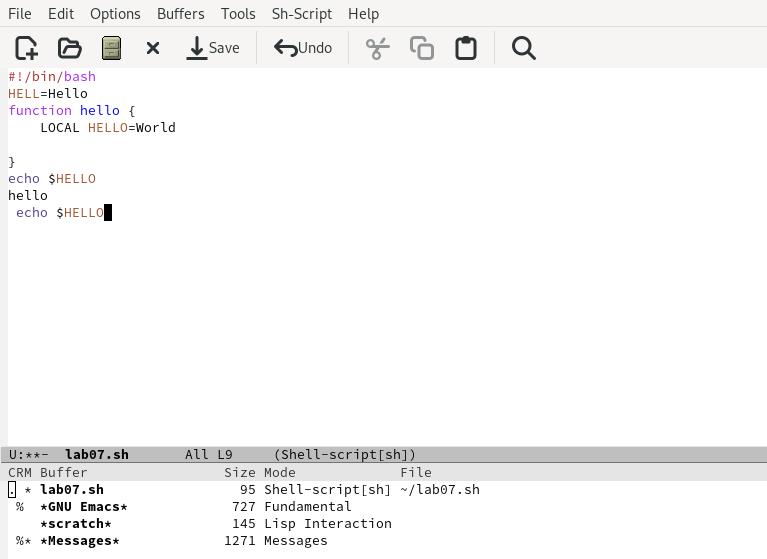 File Edit Options Buffers Tools Sh-Script Help
Save Undo
#!/bin/bash
HELL=Hello
function hello {
    LOCAL HELLO=World
}
echo $HELLO
hello
 echo $HELLO
U:**-  lab07.sh       All L9     (Shell-script[sh])
CRM Buffer                 Size Mode             File
. * lab07.sh                 95 Shell-script[sh] ~/lab07.sh
 %  *GNU Emacs*             727 Fundamental
    *scratch*               145 Lisp Interaction
 %* *Messages*             1271 Messages